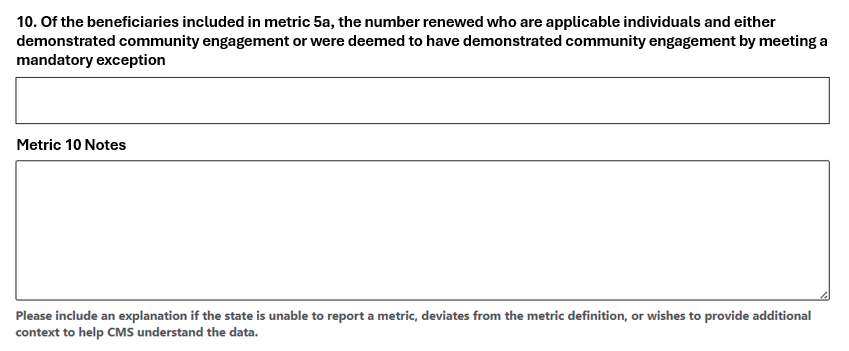 10. Of the beneficiaries included in metric 5a, the number renewed who are applicable individuals and either
demonstrated community engagement or were deemed to have demonstrated community engagement by meeting a
mandatory exception
Metric 10 Notes
Please include an explanation if the state is unable to report a metric, deviates from the metric definition, or wishes to provide additional
context to help CMS understand the data.